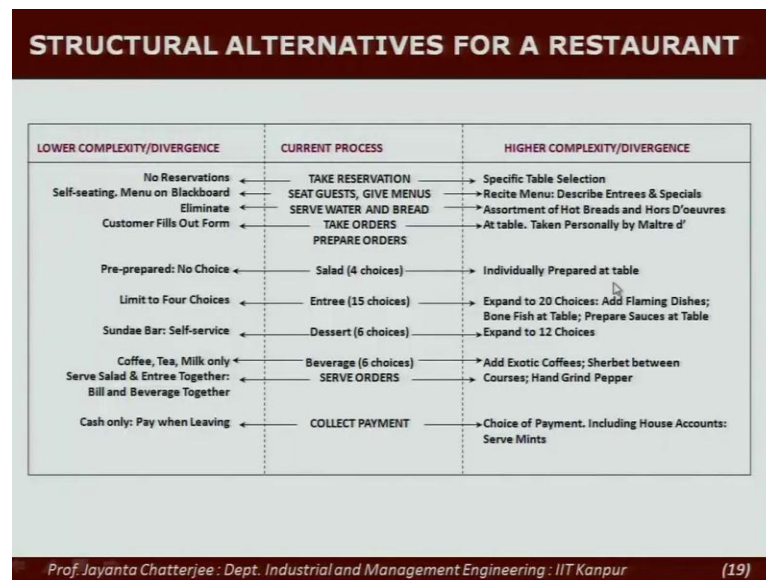 STRUCTURAL ALTERNATIVES FOR A RESTAURANT
LOWER COMPLEXITY/DIVERGENCE CURRENT PROCESS HIGHER COMPLEXITY/DIVERGENCE
No Reservations TAKE RESERVATION Specific Table Selection
Self-seating. Menu on Blackboard SEAT GUESTS, GIVE MENUS Recite Menu: Describe Entrees & Specials
Eliminate SERVE WATER AND BREAD Assortment of Hot Breads and Hors D'oeuvres
Customer Fills Out Form TAKE ORDERS At table. Taken Personally by Maltre d'
PREPARE ORDERS
Pre-prepared: No Choice Salad (4 choices) Individually Prepared at table
Limit to Four Choices Entree (15 choices) Expand to 20 Choices: Add Flaming Dishes;
Bone Fish at Table; Prepare Sauces at Table
Sundae Bar: Self-service Dessert (6 choices) Expand to 12 Choices
Coffee, Tea, Milk only Beverage (6 choices) Add Exotic Coffees; Sherbet between
Serve Salad & Entree Together: SERVE ORDERS Courses; Hand Grind Pepper
Bill and Beverage Together
Cash only: Pay when Leaving COLLECT PAYMENT Choice of Payment. Including House Accounts:
Serve Mints
Prof. Jayanta Chatterjee : Dept. Industrial and Management Engineering : IIT Kanpur (19)